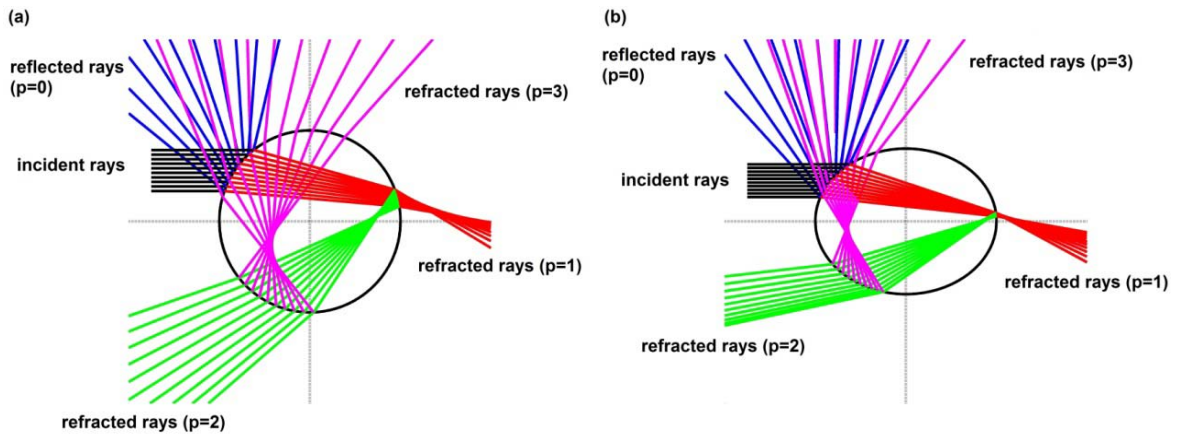 (a)
reflected rays
(p=0)
refracted rays (p=3)
incident rays
refracted rays (p=1)
refracted rays (p=2)
(b)
reflected rays
(p=0)
refracted rays (p=3)
incident rays
refracted rays (p=1)
refracted rays (p=2)